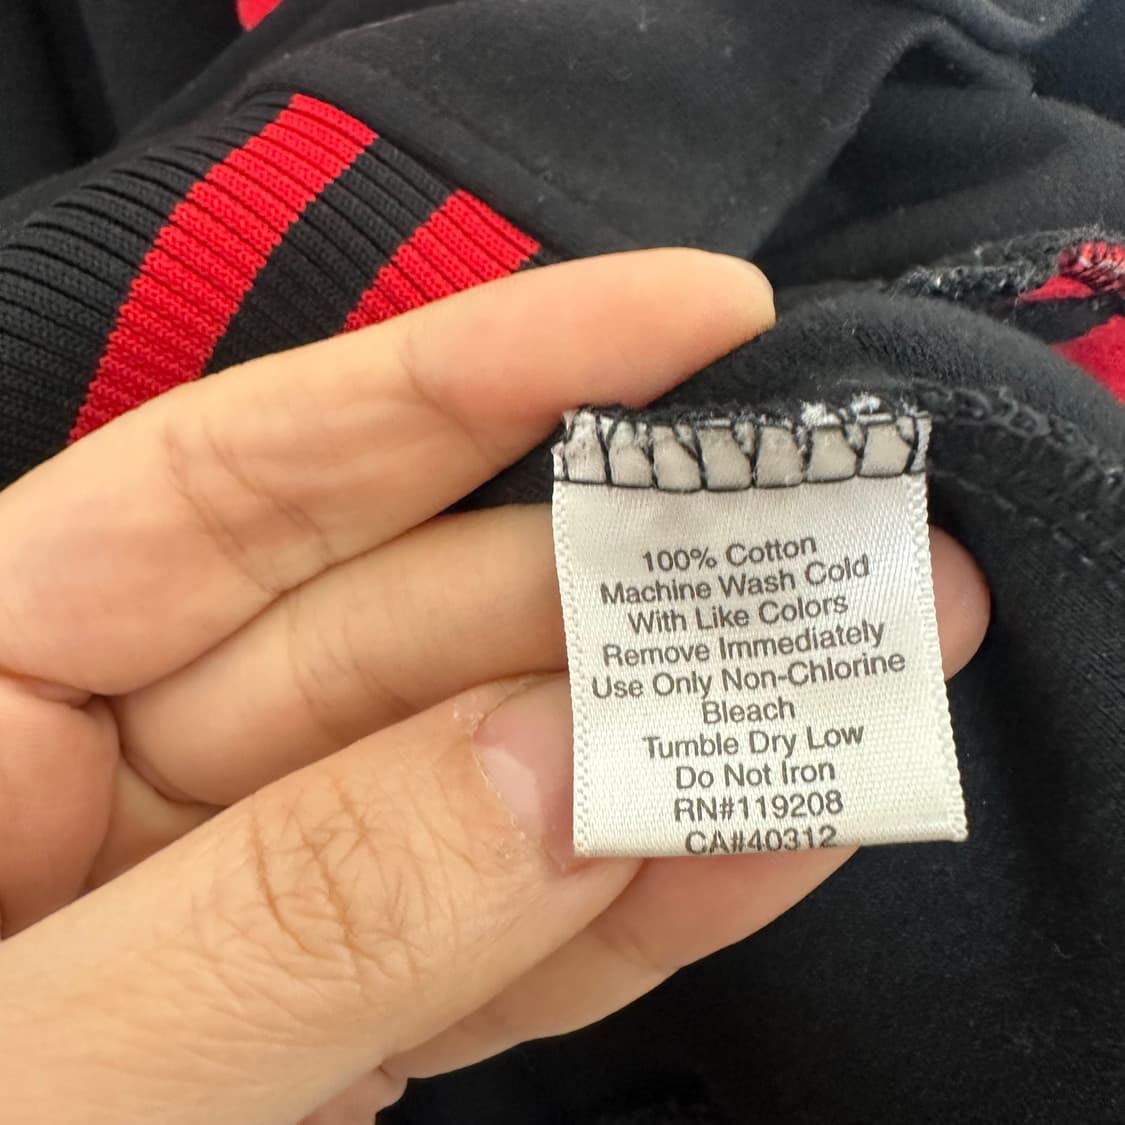 100% Cotton
Machine Wash Cold
With Like Colors
Remove Immediately
Use Only Non-Chlorine
Bleach
Tumble Dry Low
Do Not Iron
RN#119208
CA#40312